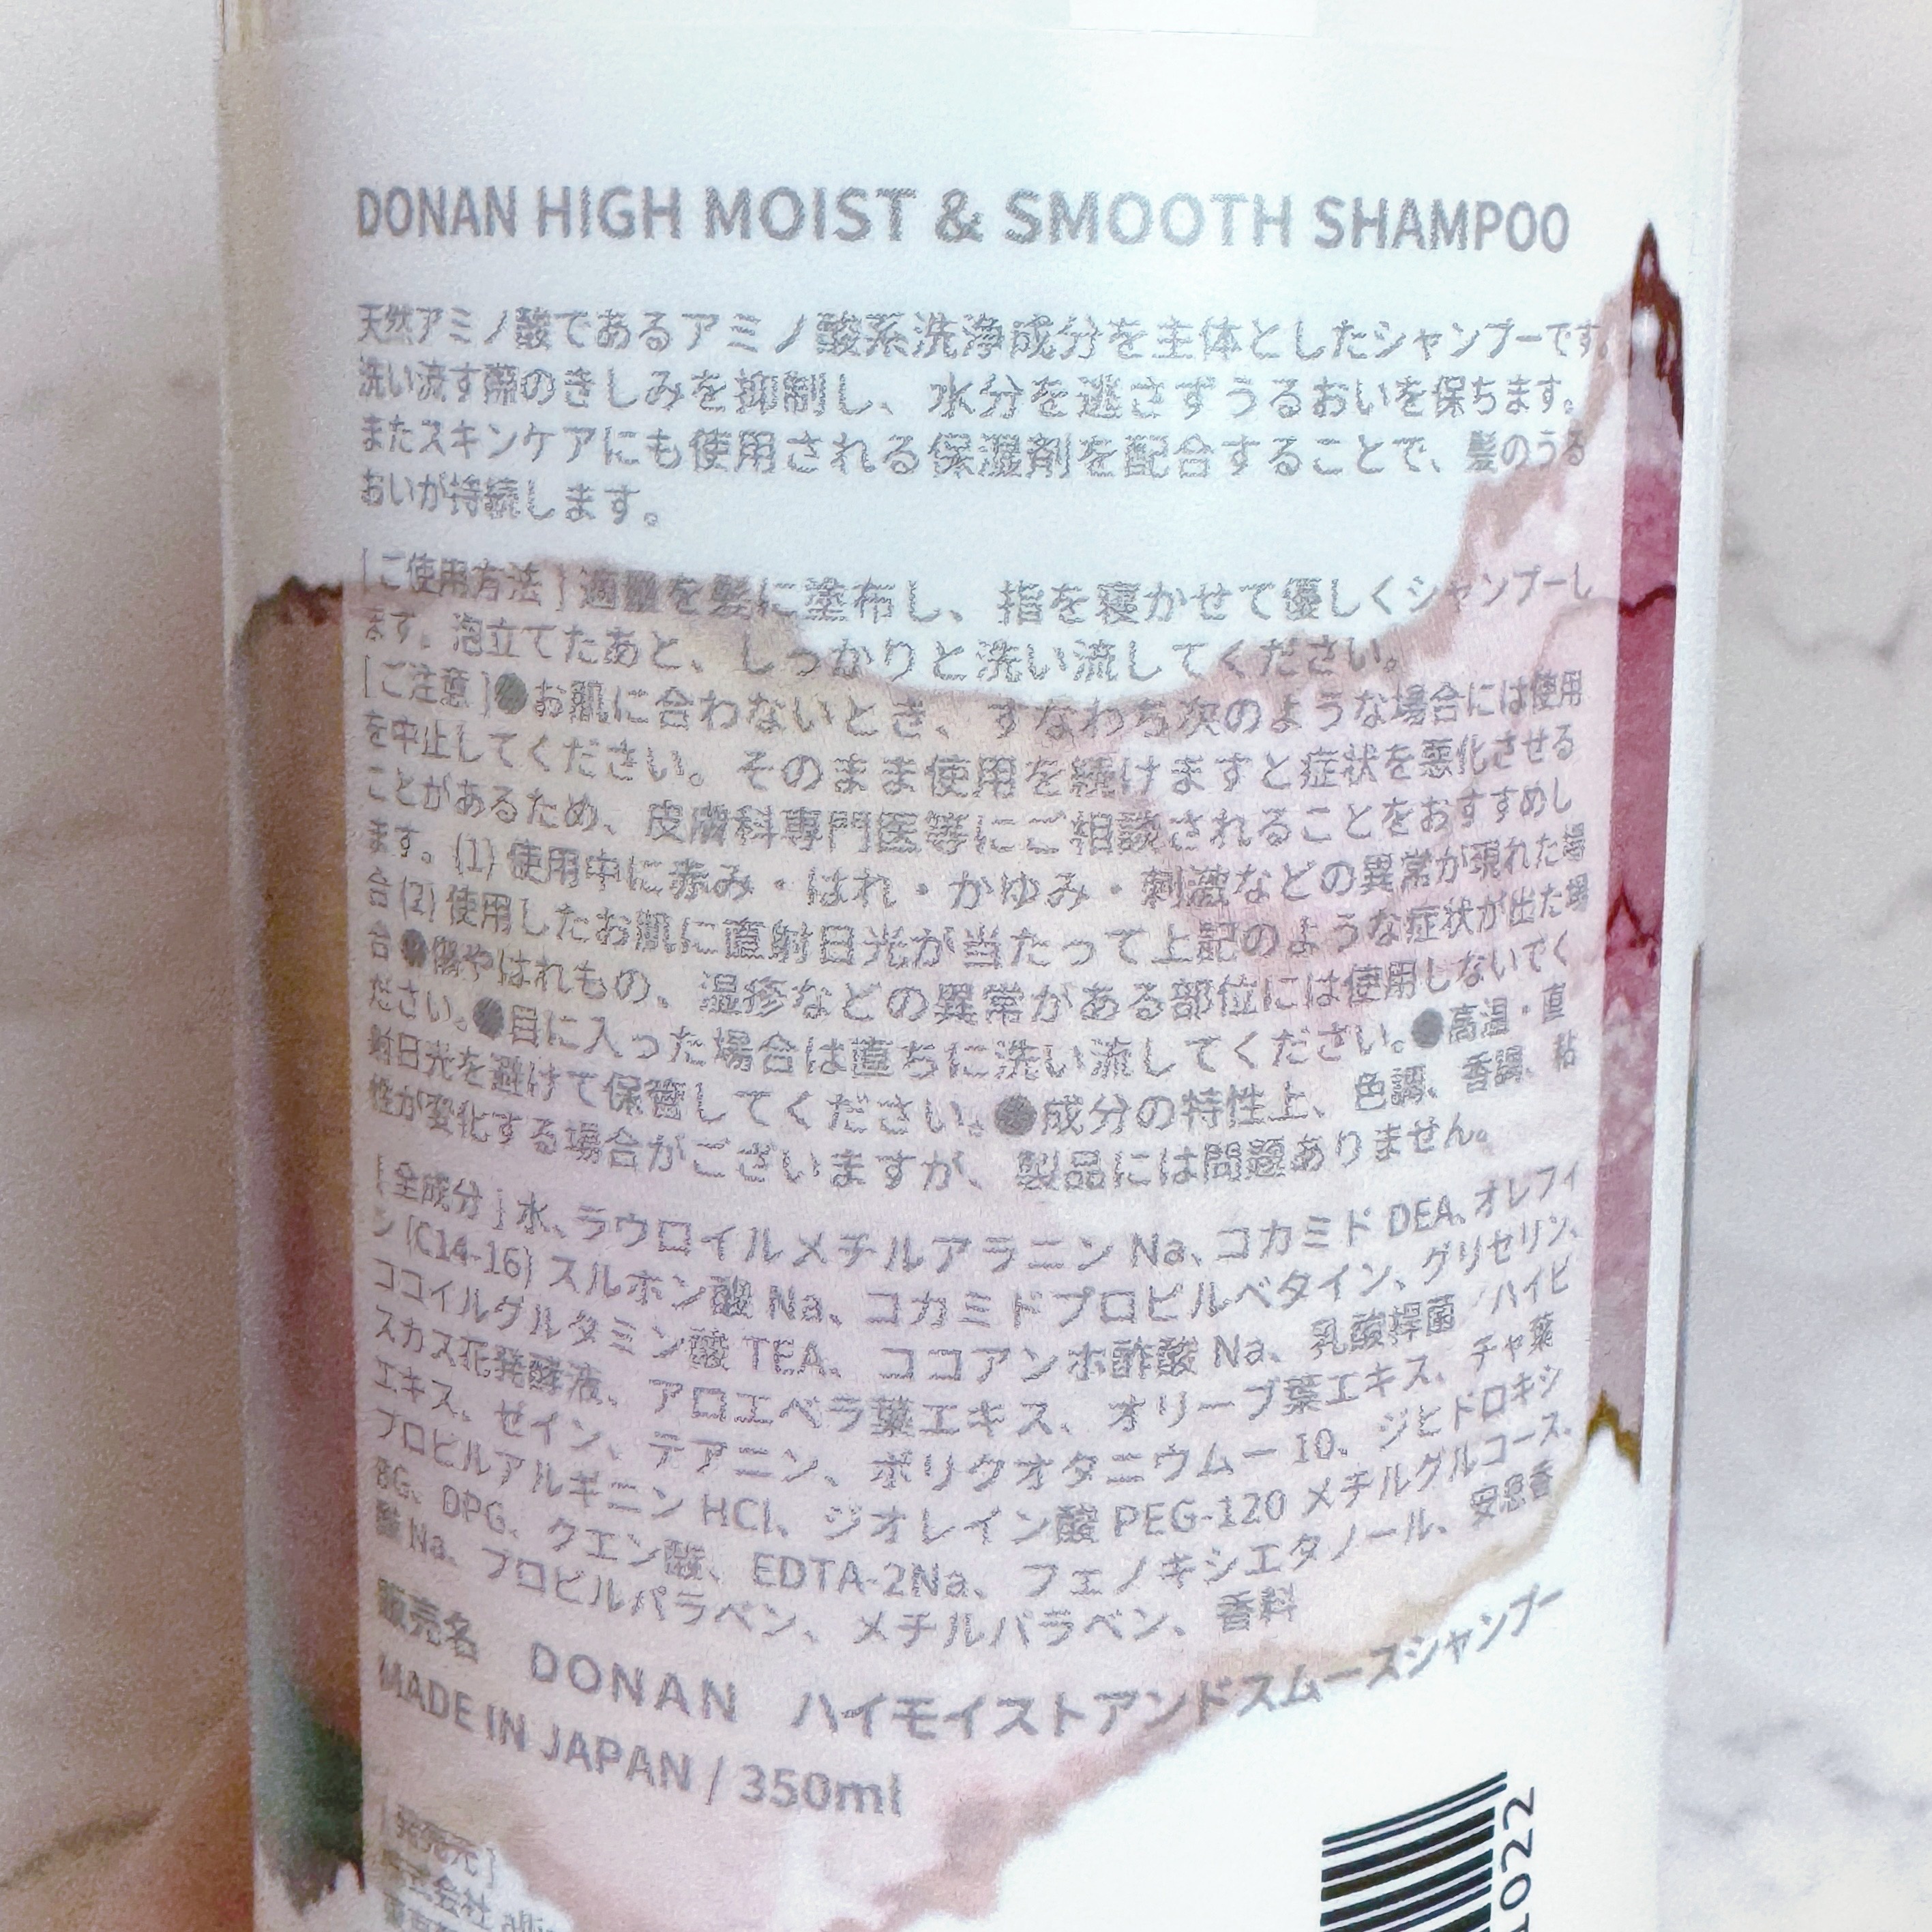 DONAN HIGH MOIST & SMOOTH SHAMPOO
天然アミノ酸であるアミノ酸系洗浄成分を主体としたシャンプーです。
洗い流す際のきしみを抑制し、水分を逃さずうるおいを保ちます。
またスキンケアにも使用される保湿剤を配合することで、髪のうる
おいが持続します。
[ご使用方法]適量を髪に塗布し、指を寝かせて優しくシャンプーし
ます。泡立てたあと、しっかりと洗い流してください。
[ご注意]●お肌に合わないとき、すなわち次のような場合には使用
を中止してください。そのまま使用を続けますと症状を悪化させる
ことがあるため、皮膚科専門医等にご相談されることをおすすめし
ます。(1)使用中に赤み・はれ・かゆみ・刺激などの異常が現れた場
合(2)使用したお肌に直射日光が当たって上記のような症状が出た場
合●傷やはれもの、湿疹などの異常がある部位には使用しないでく
ださい。●目に入った場合は直ちに洗い流してください。●高温・直
射日光を避けて保管してください。●成分の特性上、色調、香調、粘
性が変化する場合がございますが、製品には問題ありません。
[全成分]水、ラウロイルメチルアラニン Na、コカミド DEA、オレフィ
ン (C14-16) スルホン酸 Na、コカミドプロピルベタイン、グリセリン、
ココイルグルタミン酸 TEA、ココアンホ酢酸 Na、乳酸桿菌/ハイビ
スカス花発酵液、アロエベラ葉エキス、オリーブ葉エキス、チャ葉
エキス、ゼイン、テアニン、ポリクオタニウムー 10、ジヒドロキシ
プロピルアルギニン HCl、ジオレイン酸 PEG-120 メチルグルコース、
BG、DPG、クエン酸、EDTA-2Na、フェノキシエタノール、安息香
酸 Na、プロピルパラベン、メチルパラベン、香料
販売名 DONAN ハイモイストアンドスムースシャンプー
MADE IN JAPAN / 350ml
[発売元]
株式会社
1022